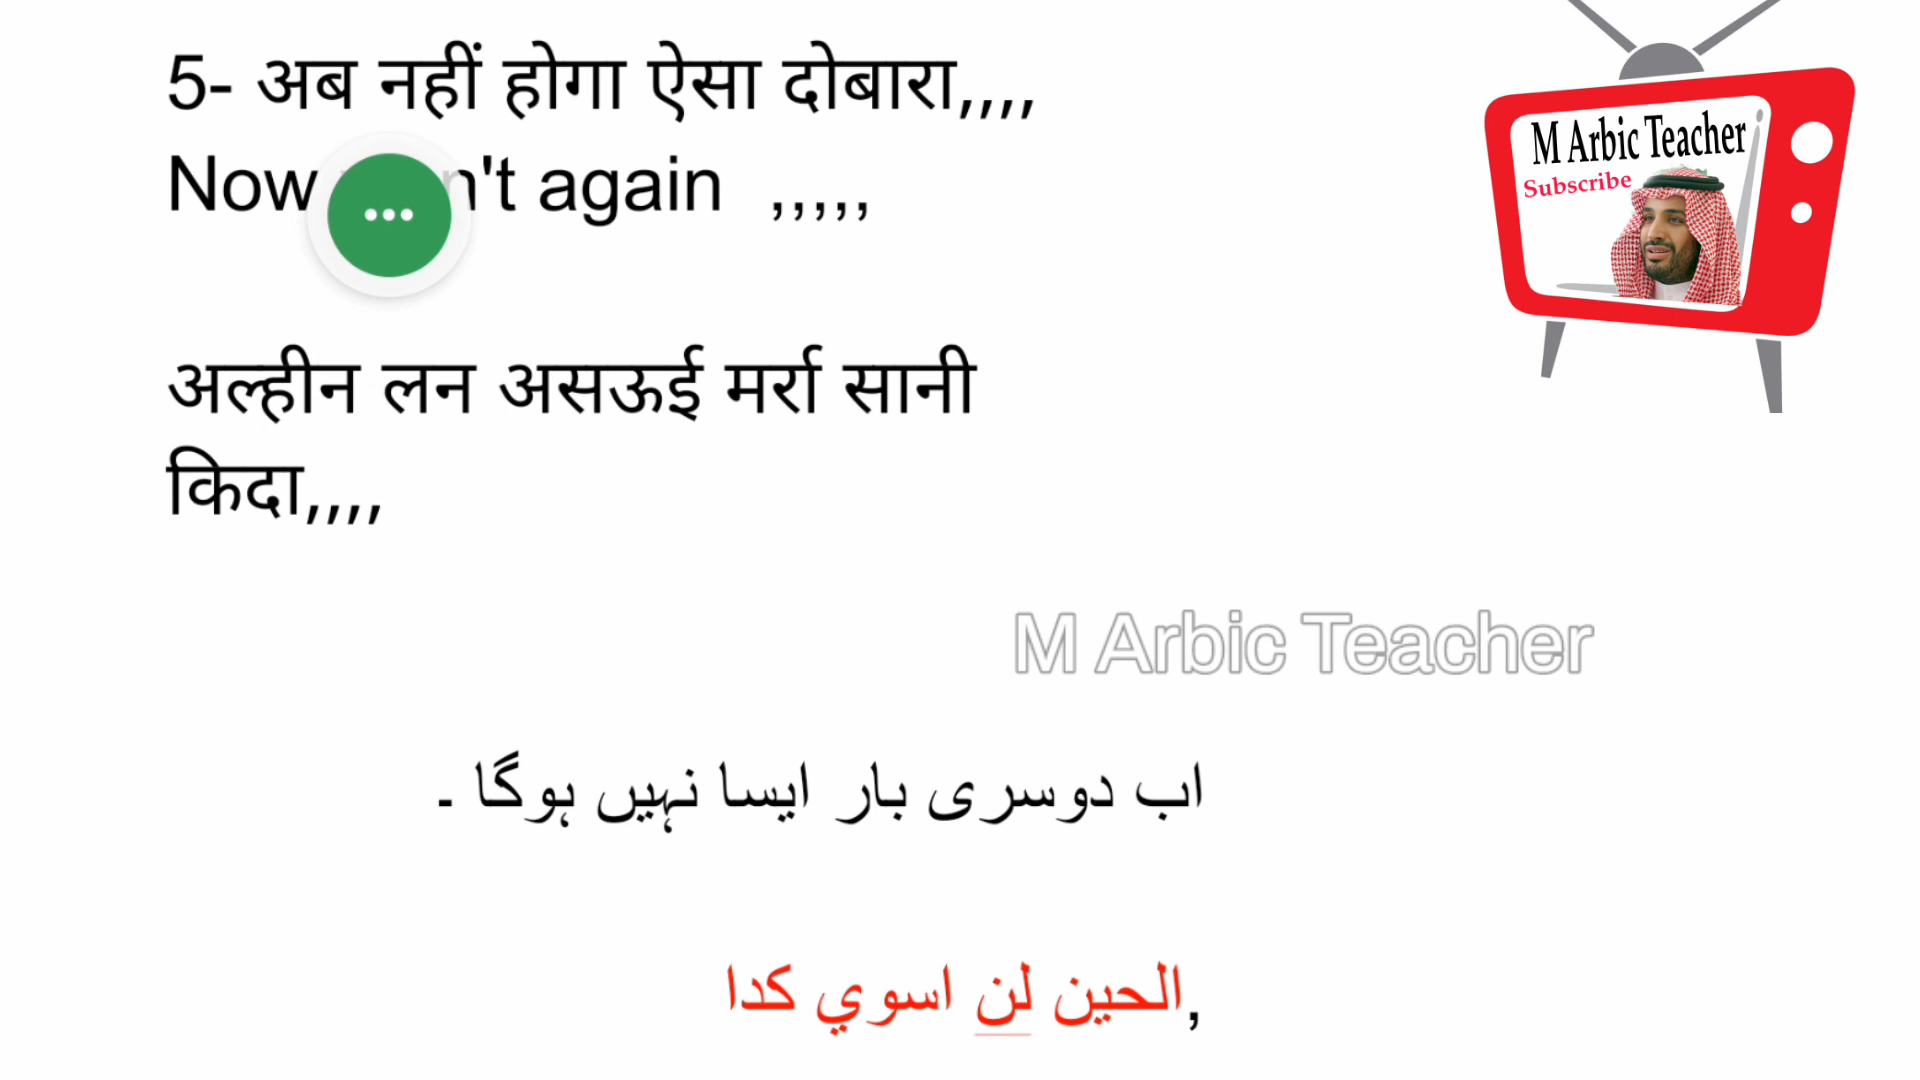 5- अब नहीं होगा ऐसा दोबारा,,,,
Now again ,,,,,
अल्हीन लन असऊई मर्रा सानी
किदा,,,,
M Arbic Teacher
Subscribe
M Arbic Teacher
اب دوسری بار ایسا نہیں ہوگا ۔
,الحين لن اسوي كدا